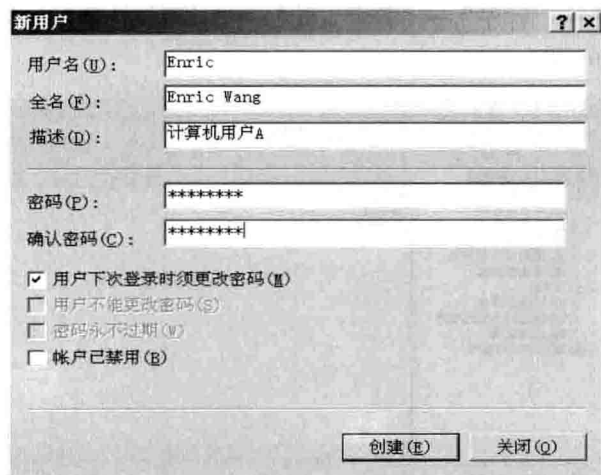 新用户
用户名(U): Enric
全名(F): Enric Wang
描述(D): 计算机用户A
密码(P): ********
确认密码(C): ********
用户下次登录时须更改密码(M)
用户不能更改密码(S)
密码永不过期(W)
帐户已禁用(B)
创建(E) 关闭(O)